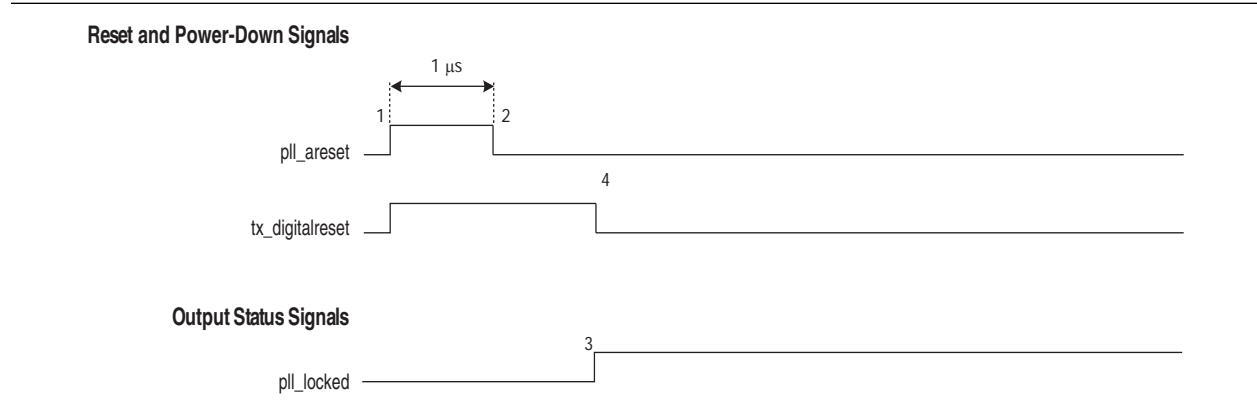 Reset and Power-Down Signals
1 μs
1
2
pll_areset
4
tx_digitalreset
Output Status Signals
3
pll_locked